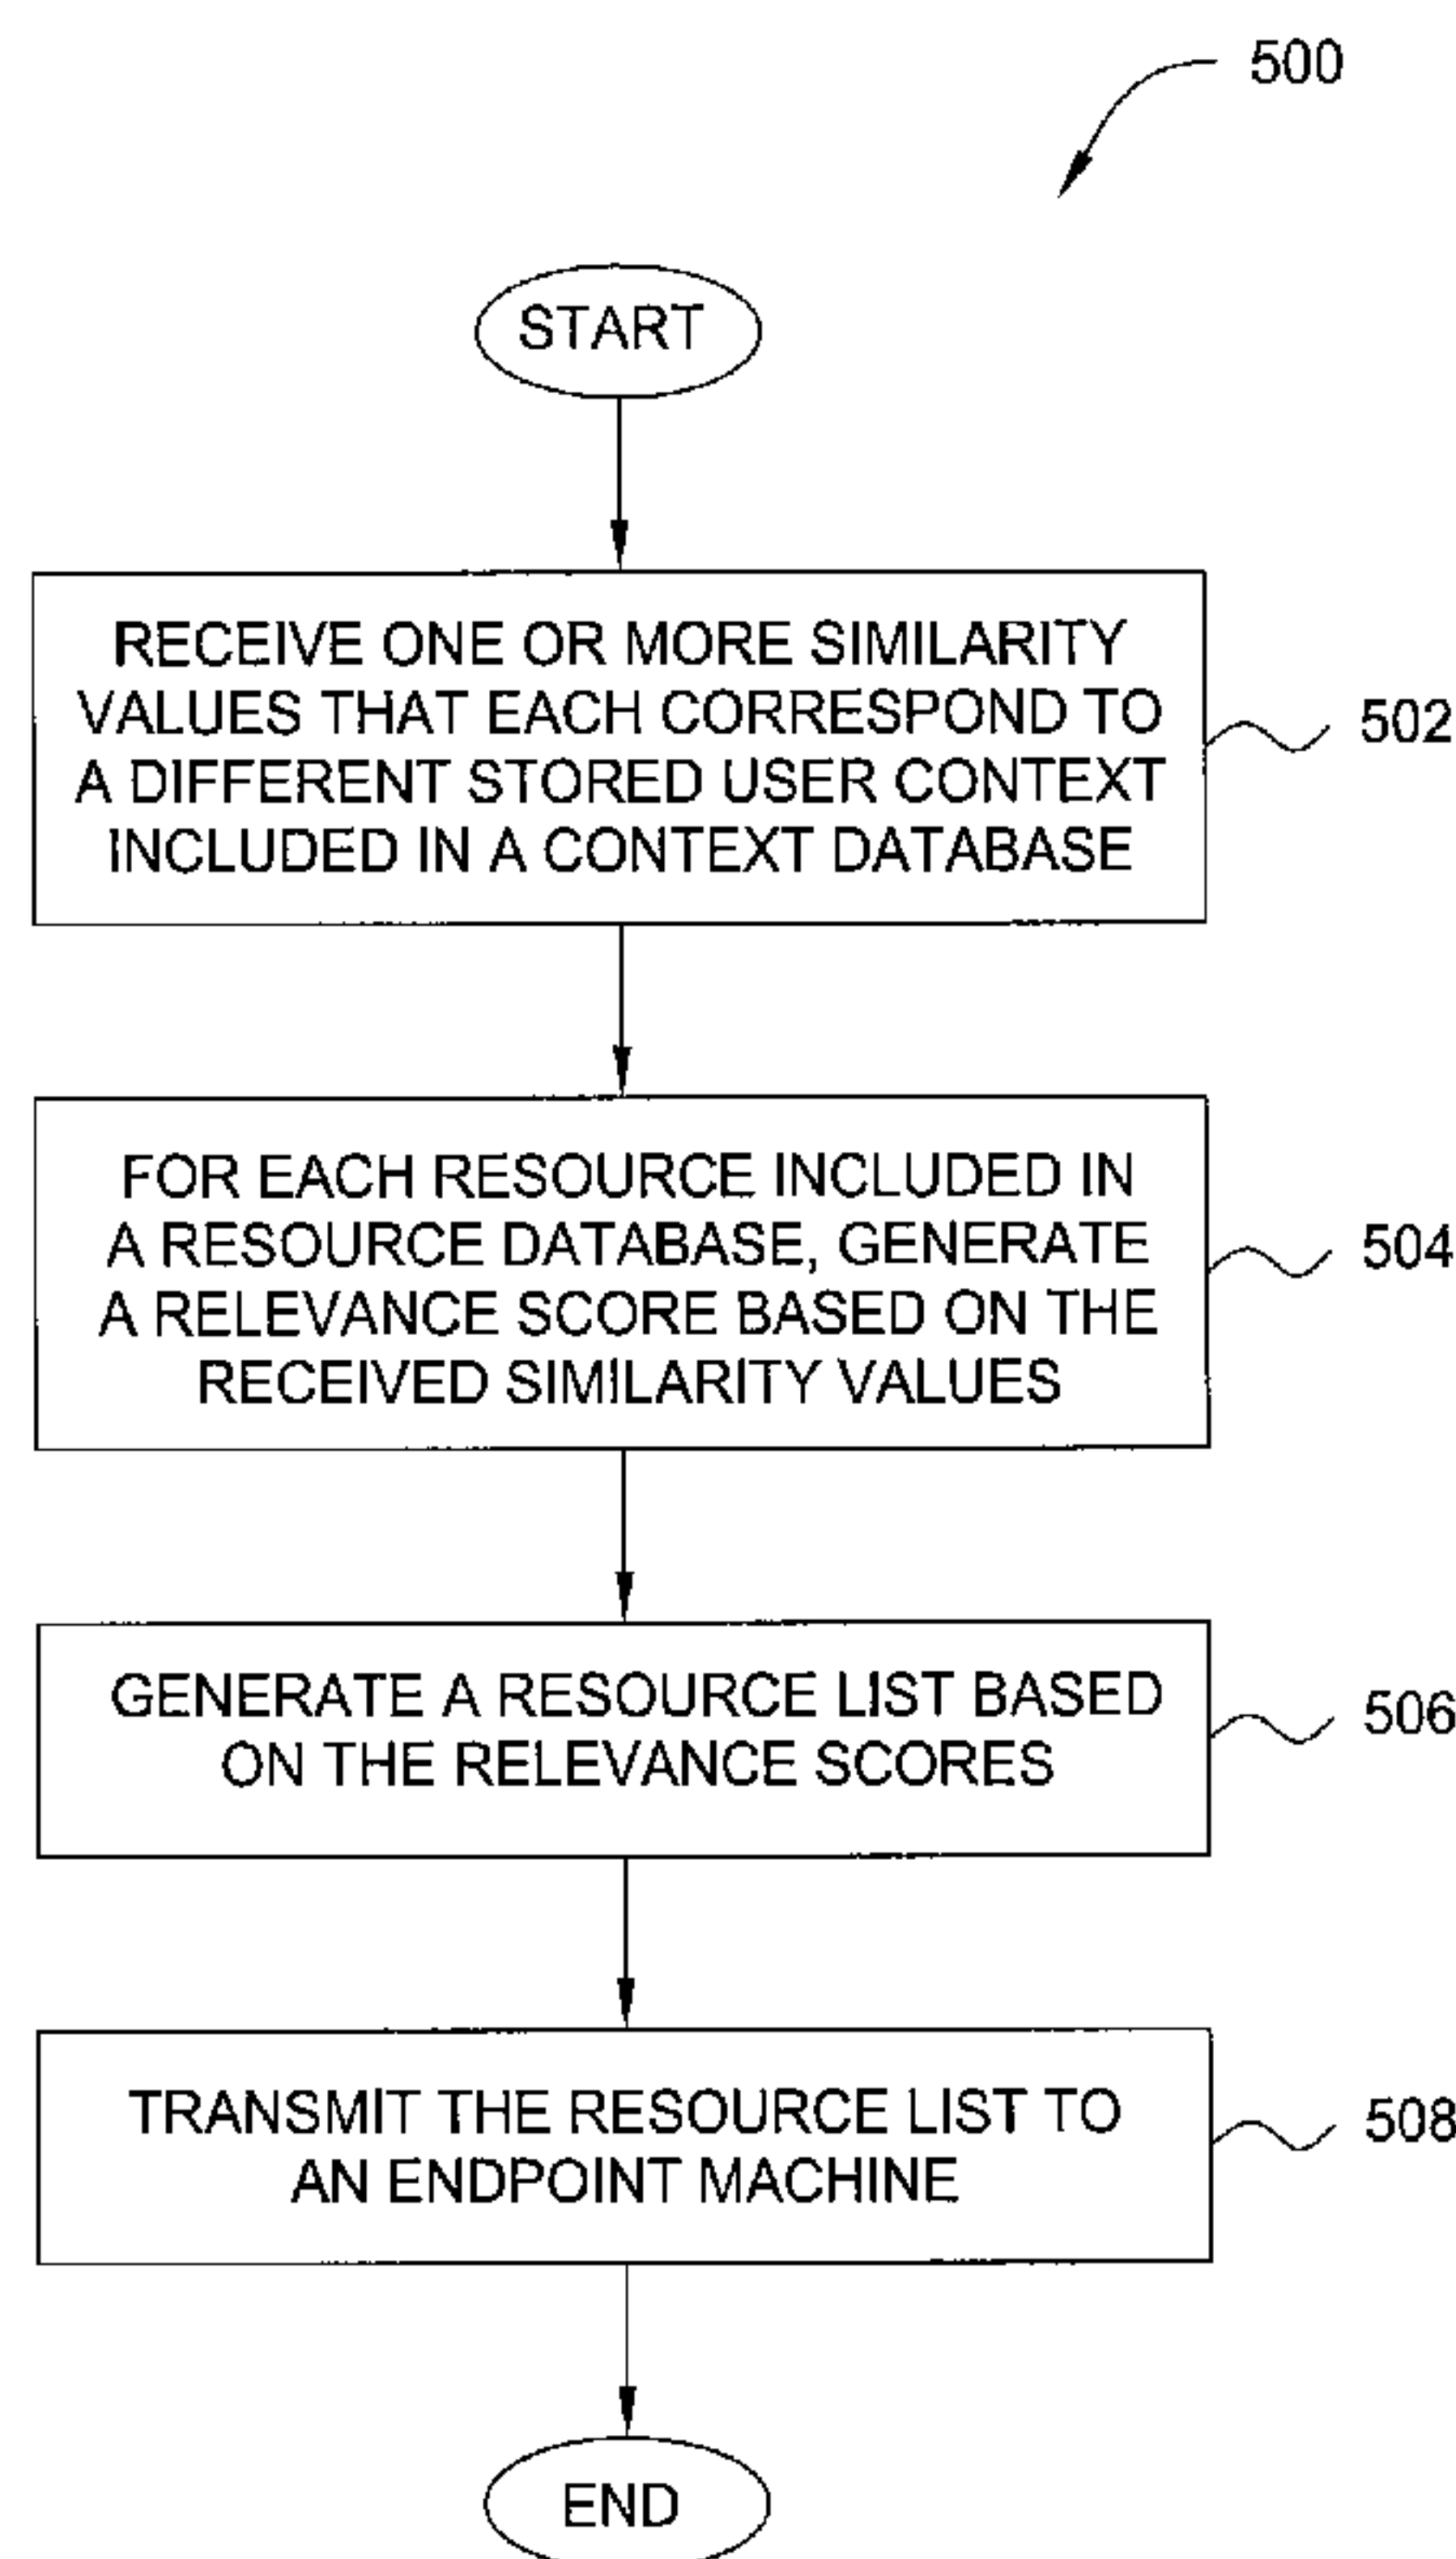 500
START
RECEIVE ONE OR MORE SIMILARITY
VALUES THAT EACH CORRESPOND TO
A DIFFERENT STORED USER CONTEXT
INCLUDED IN A CONTEXT DATABASE
502
FOR EACH RESOURCE INCLUDED IN
A RESOURCE DATABASE, GENERATE
A RELEVANCE SCORE BASED ON THE
RECEIVED SIMILARITY VALUES
504
GENERATE A RESOURCE LIST BASED
ON THE RELEVANCE SCORES
506
TRANSMIT THE RESOURCE LIST TO
AN ENDPOINT MACHINE
508
END